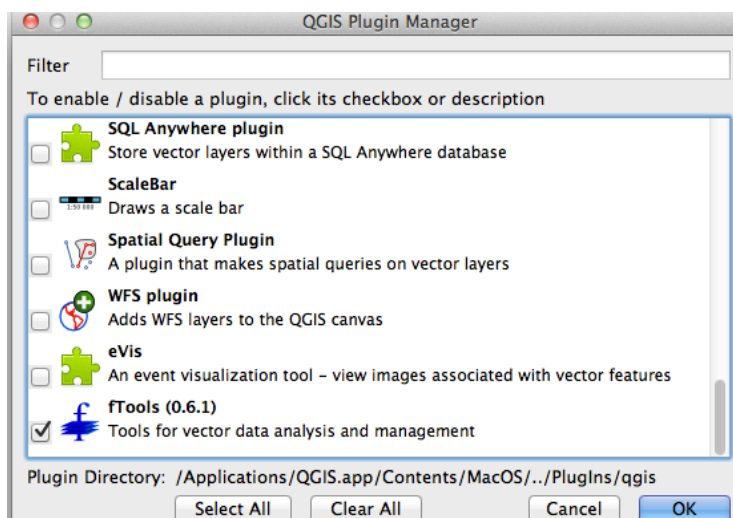 QGIS Plugin Manager
Filter
To enable / disable a plugin, click its checkbox or description
SQL Anywhere plugin
Store vector layers within a SQL Anywhere database
ScaleBar
1:50 000
Draws a scale bar
Spatial Query Plugin
A plugin that makes spatial queries on vector layers
WFS plugin
Adds WFS layers to the QGIS canvas
eVis
An event visualization tool – view images associated with vector features
fTools (0.6.1)
Tools for vector data analysis and management
Plugin Directory: /Applications/QGIS.app/Contents/MacOS/../PlugIns/qgis
Select All Clear All Cancel OK